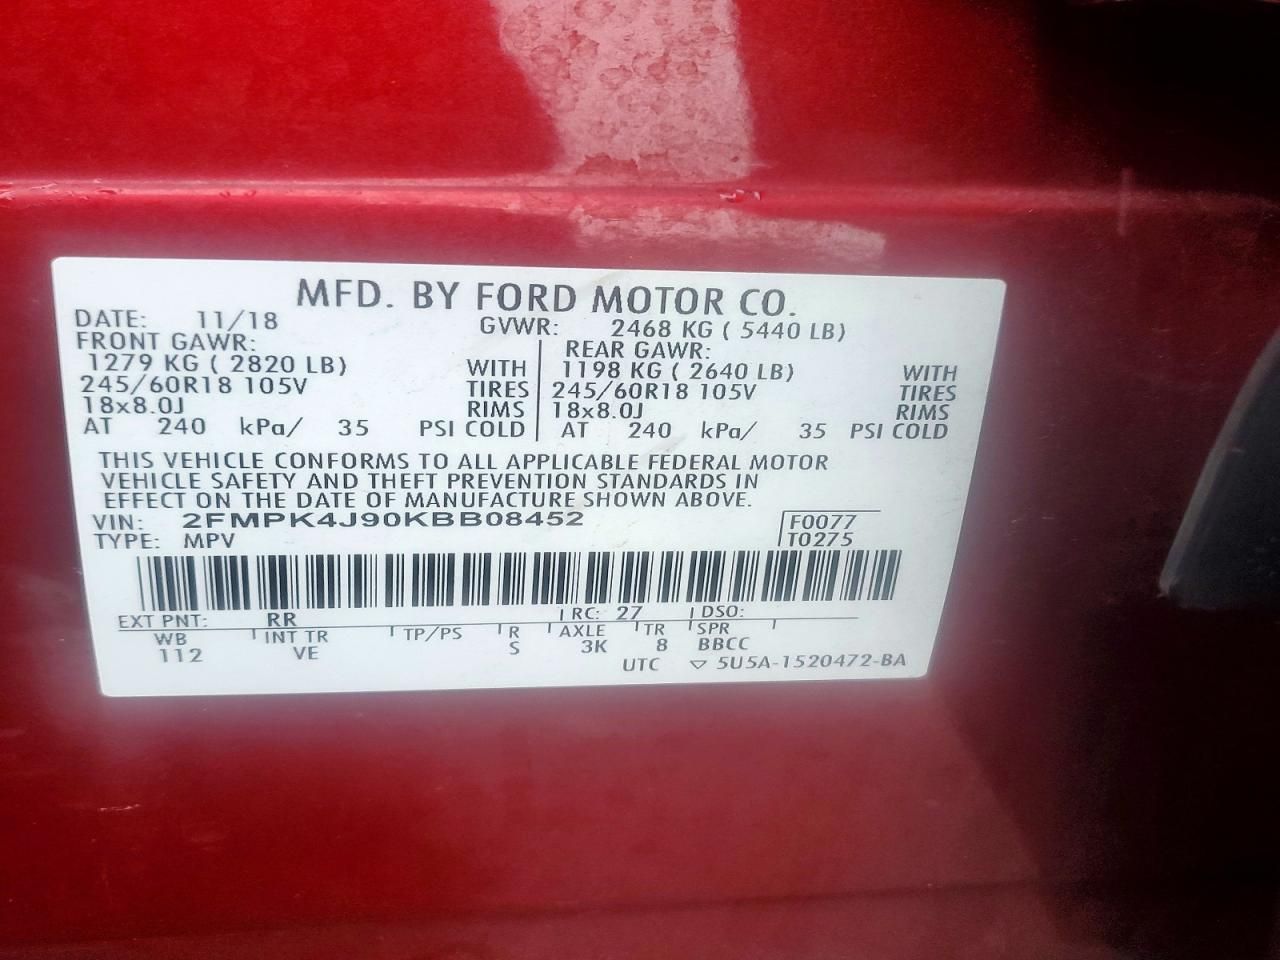 MFD. BY FORD MOTOR CO.
DATE: 11/18 GVWR: 2468 KG ( 5440 LB)
FRONT GAWR: REAR GAWR:
1279 KG ( 2820 LB) WITH 1198 KG ( 2640 LB) WITH
245/60R18 105V TIRES 245/60R18 105V TIRES
18x8.0J RIMS 18x8.0J RIMS
AT 240 kPa/ 35 PSI COLD AT 240 kPa/ 35 PSI COLD
THIS VEHICLE CONFORMS TO ALL APPLICABLE FEDERAL MOTOR
VEHICLE SAFETY AND THEFT PREVENTION STANDARDS IN
EFFECT ON THE DATE OF MANUFACTURE SHOWN ABOVE.
VIN: 2FMPK4J90KBB08452 F0077
TYPE: MPV T0275
EXT PNT: RR RC: 27 DSO:
WB INT TR TP/PS R AXLE TR SPR
112 VE S 3K 8 BBCC
UTC ▽ 5U5A-1520472-BA